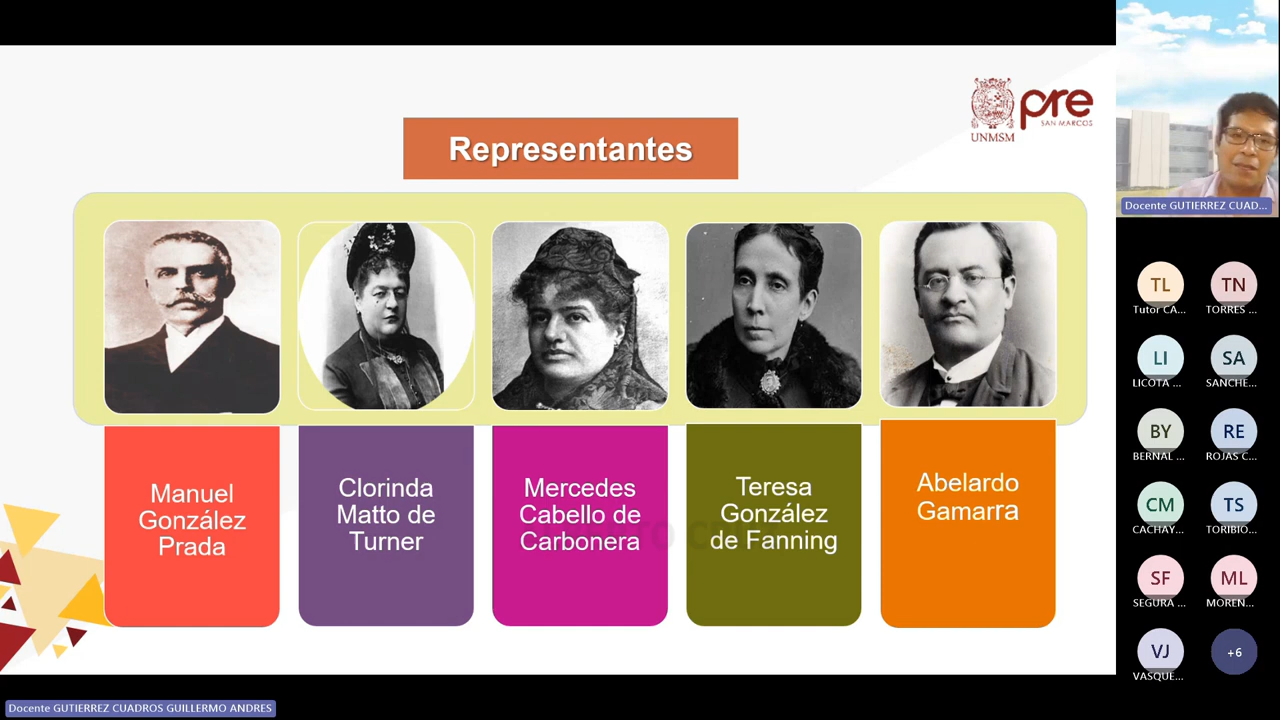 Representantes
UNMSM
pre
SAN MARCOS
Manuel
González
Prada
Clorinda
Matto de
Turner
Mercedes
Cabello de
Carbonera
Teresa
González
de Fanning
Abelardo
Gamarra
Docente GUTIERREZ CUAD...
TL
Tutor CA...
TN
TORRES ...
LI
LICOTA ...
SA
SANCHE...
BY
BERNAL ...
RE
ROJAS C...
CM
CACHAY...
TS
TORIBIO...
SF
SEGURA ...
ML
MOREN...
VJ
VASQUE...
+6
Docente GUTIERREZ CUADROS GUILLERMO ANDRES